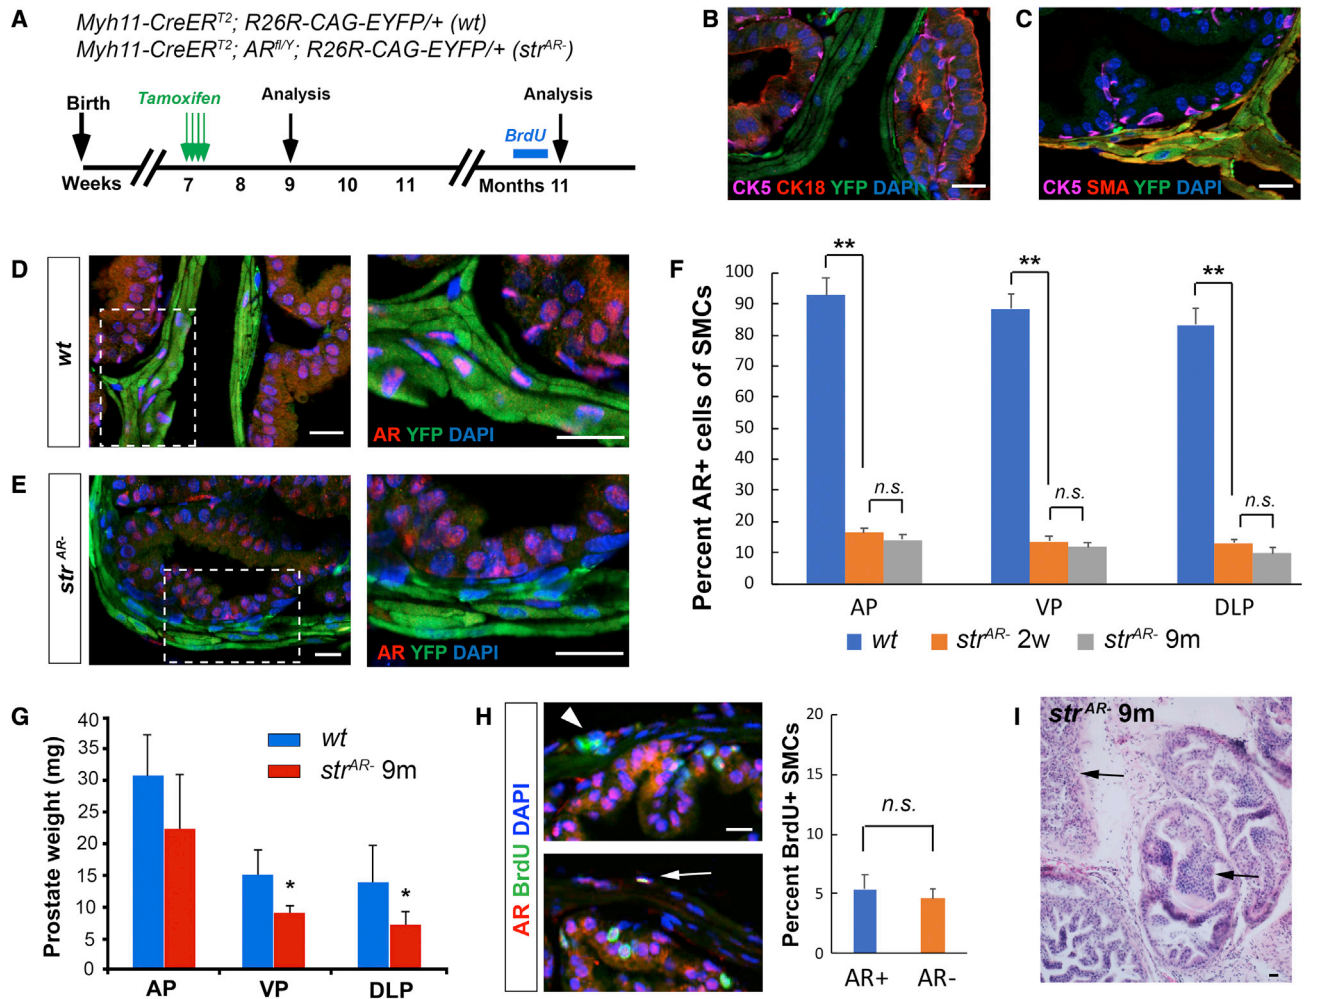 A
Myh11-CreERT2; R26R-CAG-EYFP/+ (wt)
Myh11-CreERT2; ARfl/Y; R26R-CAG-EYFP/+ (strAR-)
Birth
Tamoxifen
Analysis
BrdU
Analysis
Weeks 7 8 9 10 11 Months 11
B
CK5 CK18 YFP DAPI
C
CK5 SMA YFP DAPI
D
wt
AR YFP DAPI
E
str AR-
AR YFP DAPI
F
Percent AR+ cells of SMCs
100
90
80
70
60
50
40
30
20
10
0
**
n.s.
**
n.s.
**
n.s.
AP VP DLP
wt strAR- 2w strAR- 9m
G
Prostate weight (mg)
40
35
30
25
20
15
10
5
0
wt
strAR- 9m
*
*
AP VP DLP
H
AR BrdU DAPI
Percent BrdU+ SMCs
20
15
10
5
0
n.s.
AR+ AR-
I
strAR- 9m